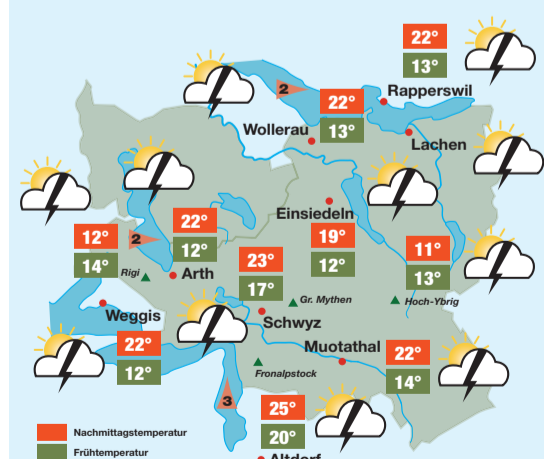 22°
13°
Rapperswil
2
22°
13°
Wollerau
Lachen
Einsiedeln
22°
12°
12°
14°
2
Rigi
Arth
19°
12°
11°
13°
23°
17°
Gr. Mythen
Hoch-Ybrig
Weggis
Schwyz
22°
12°
Muotathal
22°
14°
Fronalpstock
3
25°
20°
Nachmittagstemperatur
Frühtemperatur
Altdorf